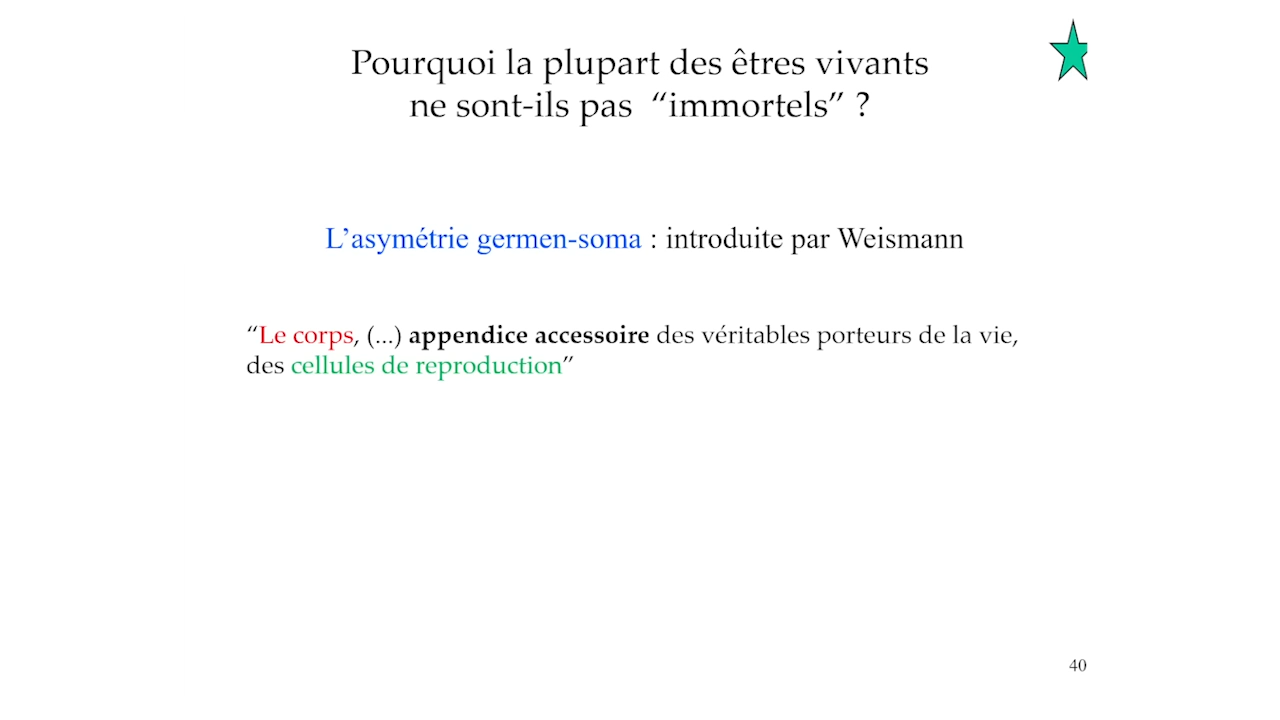 Pourquoi la plupart des êtres vivants
ne sont-ils pas “immortels” ?
L’asymétrie germen-soma : introduite par Weismann
“Le corps, (...) appendice accessoire des véritables porteurs de la vie,
des cellules de reproduction”
40